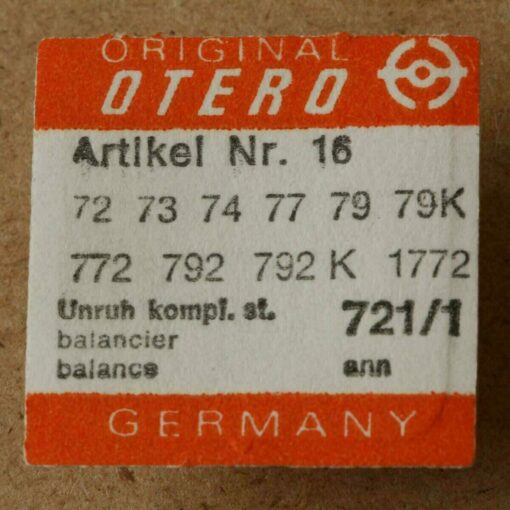 ORIGINAL
OTERO
Artikel Nr. 16
72 73 74 77 79 79K
772 792 792 K 1772
Unruh kompl. st. 721/1
balancier
balance ann
GERMANY